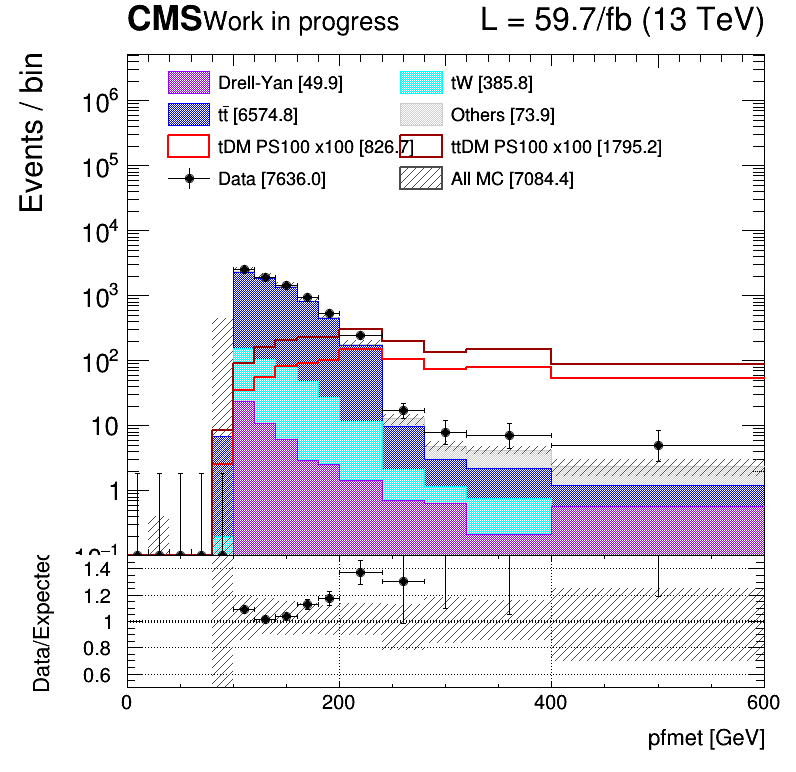 CMS Work in progress L = 59.7/fb (13 TeV)
Events / bin
Drell-Yan [49.9] tW [385.8]
tt̄ [6574.8] Others [73.9]
tDM PS100 x100 [826.7] ttDM PS100 x100 [1795.2]
Data [7636.0] All MC [7084.4]
10⁶
10⁵
10⁴
10³
10²
10
1
10⁻¹
Data/Expected
1.4
1.2
1
0.8
0.6
0 200 400 600
pfmet [GeV]